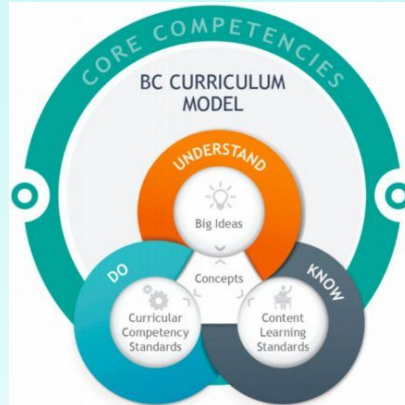 CORE COMPETENCIES
BC CURRICULUM
MODEL
UNDERSTAND
Big Ideas
Concepts
DO
Curricular
Competency
Standards
KNOW
Content
Learning
Standards